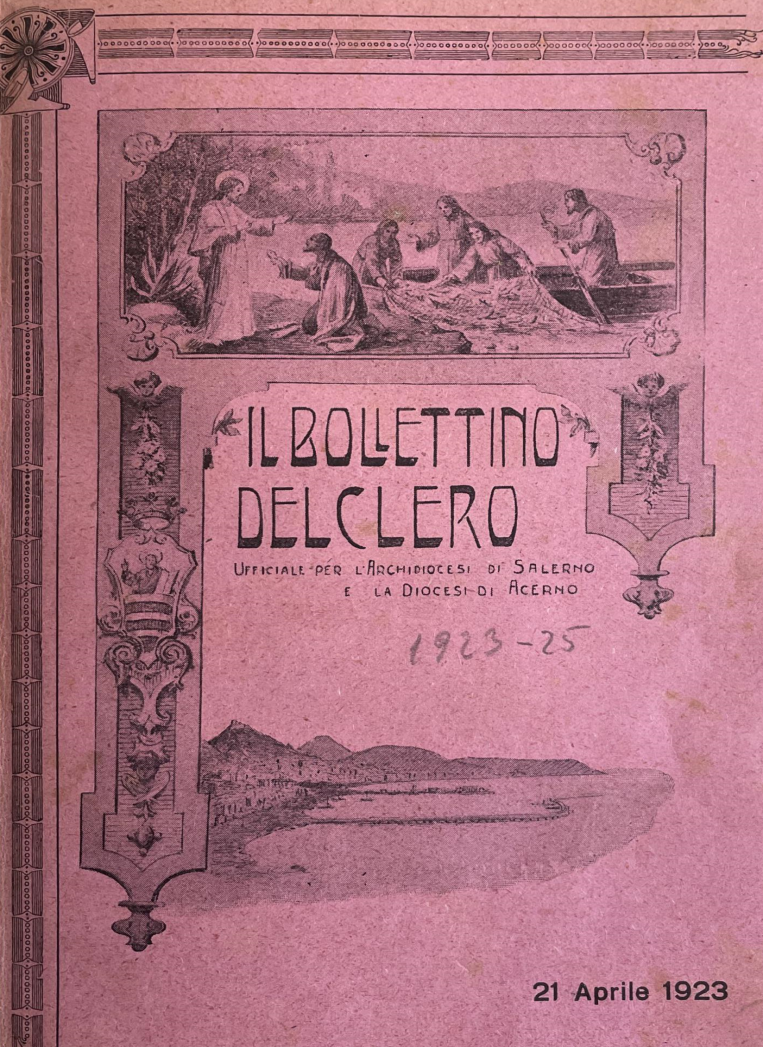 IL BOLLETTINO
DEL CLERO
UFFICIALE PER L'ARCHIDIOCESI DI SALERNO
E LA DIOCESI DI ACERNO
1923-25
21 Aprile 1923